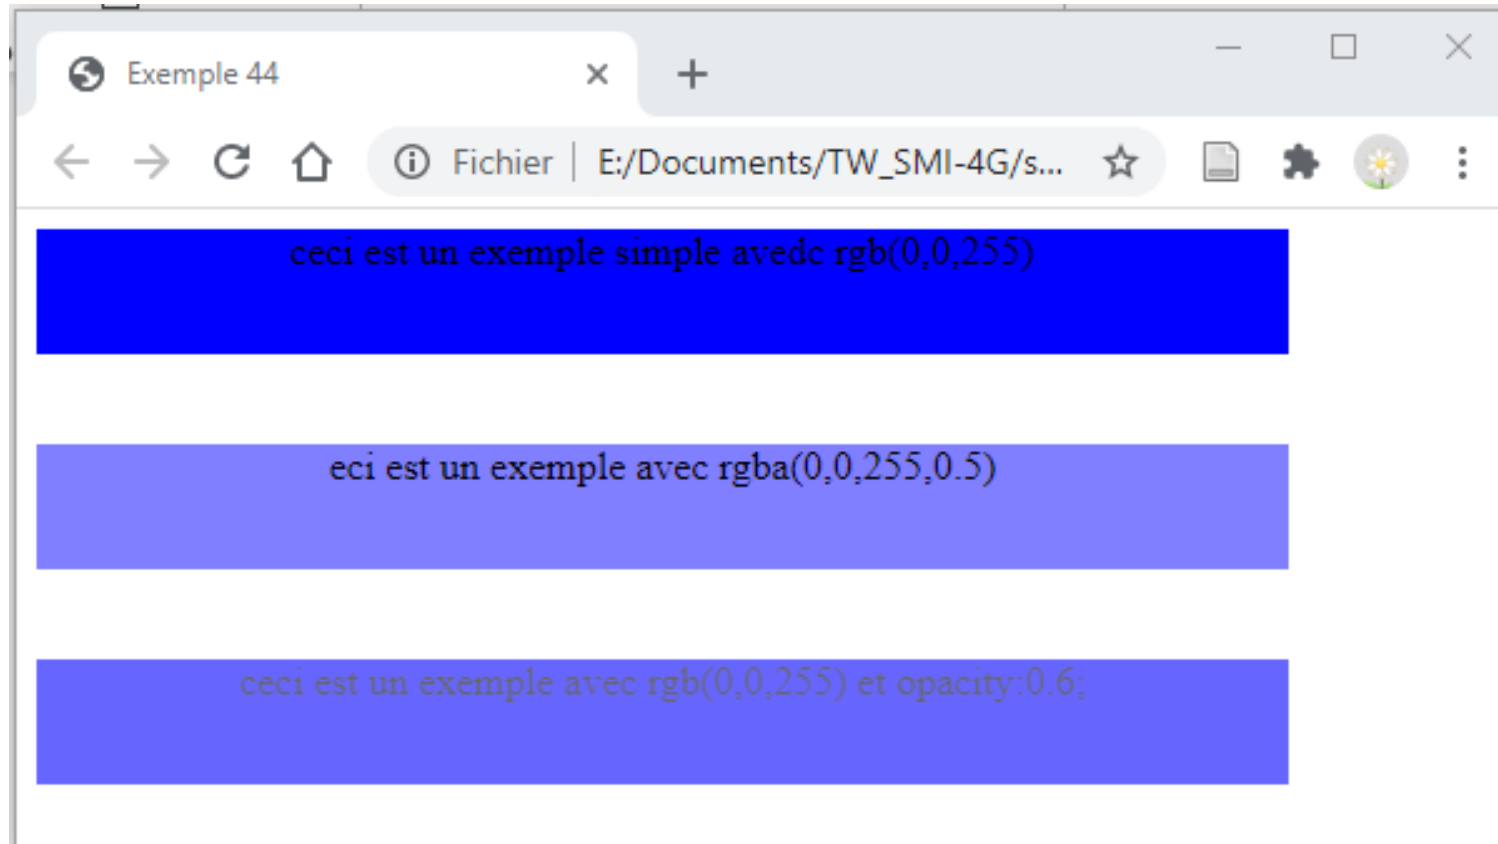 Exemple 44
Fichier | E:/Documents/TW_SMI-4G/s...
ceci est un exemple simple avedc rgb(0,0,255)
eci est un exemple avec rgba(0,0,255,0.5)
ceci est un exemple avec rgb(0,0,255) et opacity:0.6;